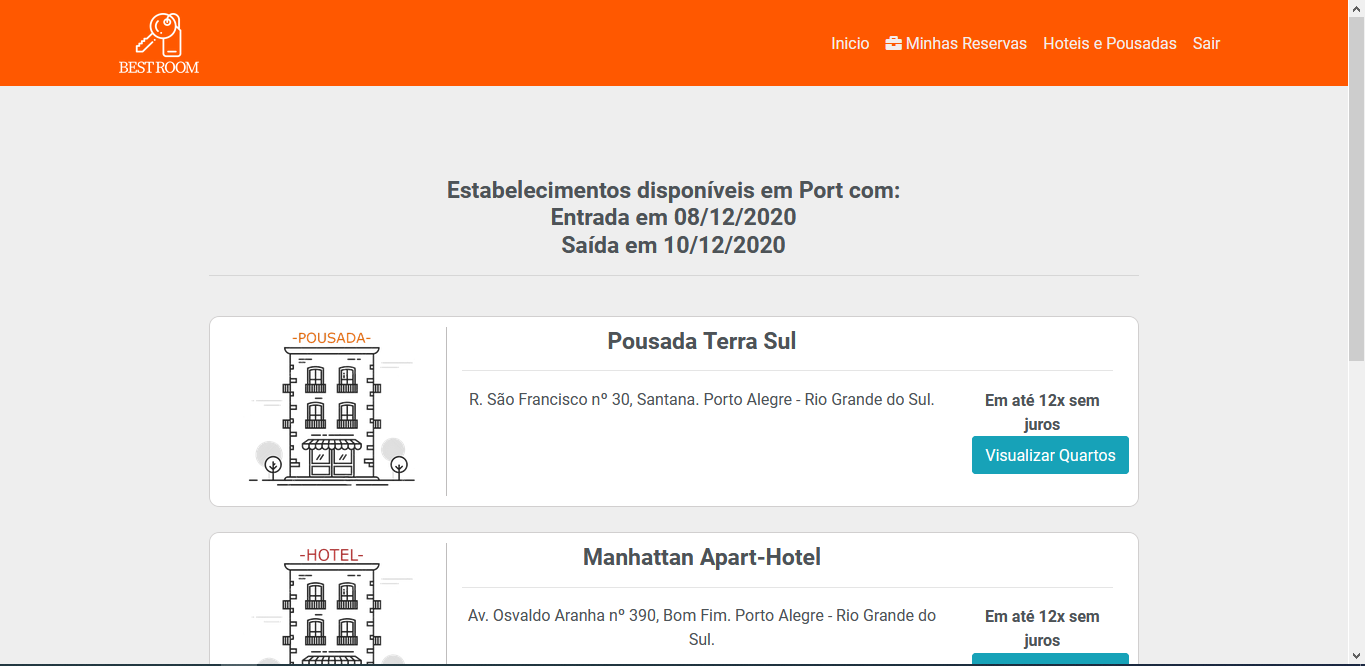 BEST ROOM
Inicio
Minhas Reservas
Hoteis e Pousadas
Sair
Estabelecimentos disponíveis em Port com:
Entrada em 08/12/2020
Saída em 10/12/2020
-POUSADA-
Pousada Terra Sul
R. São Francisco nº 30, Santana. Porto Alegre - Rio Grande do Sul.
Em até 12x sem
juros
Visualizar Quartos
-HOTEL-
Manhattan Apart-Hotel
Av. Osvaldo Aranha nº 390, Bom Fim. Porto Alegre - Rio Grande do
Sul.
Em até 12x sem
juros